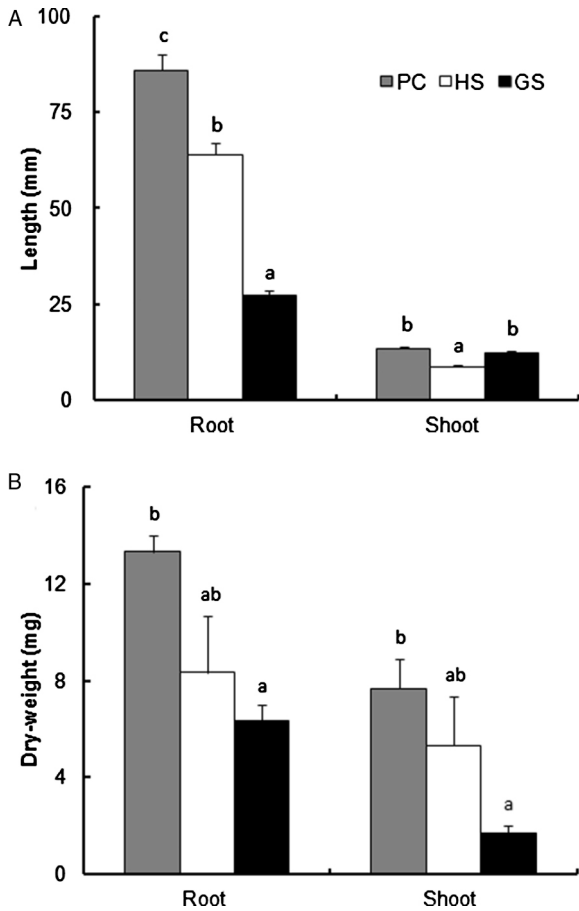 A
Length (mm)
100
75
50
25
0
c
b
a
b
a
b
PC HS GS
Root Shoot
B
Dry-weight (mg)
16
12
8
4
0
b
ab
a
b
ab
a
Root Shoot